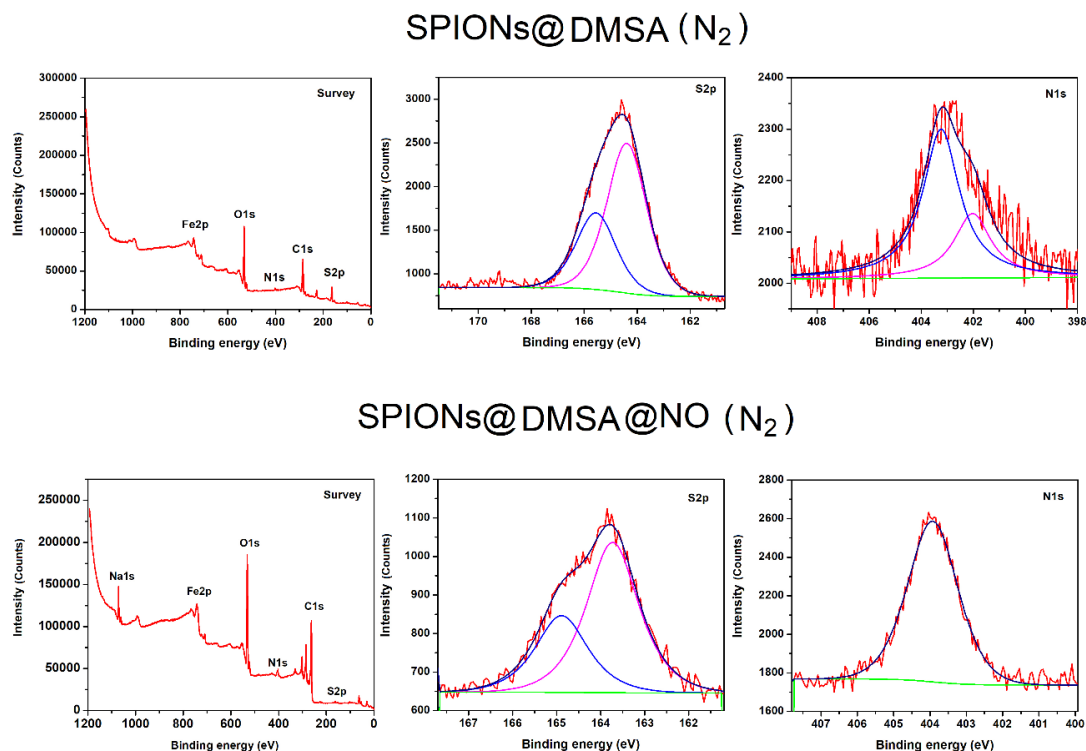 SPIONs@DMSA (N2)
300000
250000
200000
150000
100000
50000
0
1200 1000 800 600 400 200 0
Intensity (Counts)
Binding energy (eV)
Survey
Fe2p
O1s
N1s
C1s
S2p
3000
2500
2000
1500
1000
170 168 166 164 162
Intensity (Counts)
Binding energy (eV)
S2p
2400
2300
2200
2100
2000
408 406 404 402 400 398
Intensity (Counts)
Binding energy (eV)
N1s
SPIONs@DMSA@NO (N2)
250000
200000
150000
100000
50000
0
1200 1000 800 600 400 200 0
Intensity (Counts)
Binding energy (eV)
Survey
Na1s
Fe2p
O1s
N1s
C1s
S2p
1200
1100
1000
900
800
700
600
167 166 165 164 163 162
Intensity (Counts)
Binding energy (eV)
S2p
2800
2600
2400
2200
2000
1800
1600
407 406 405 404 403 402 401 400
Intensity (Counts)
Binding energy (eV)
N1s